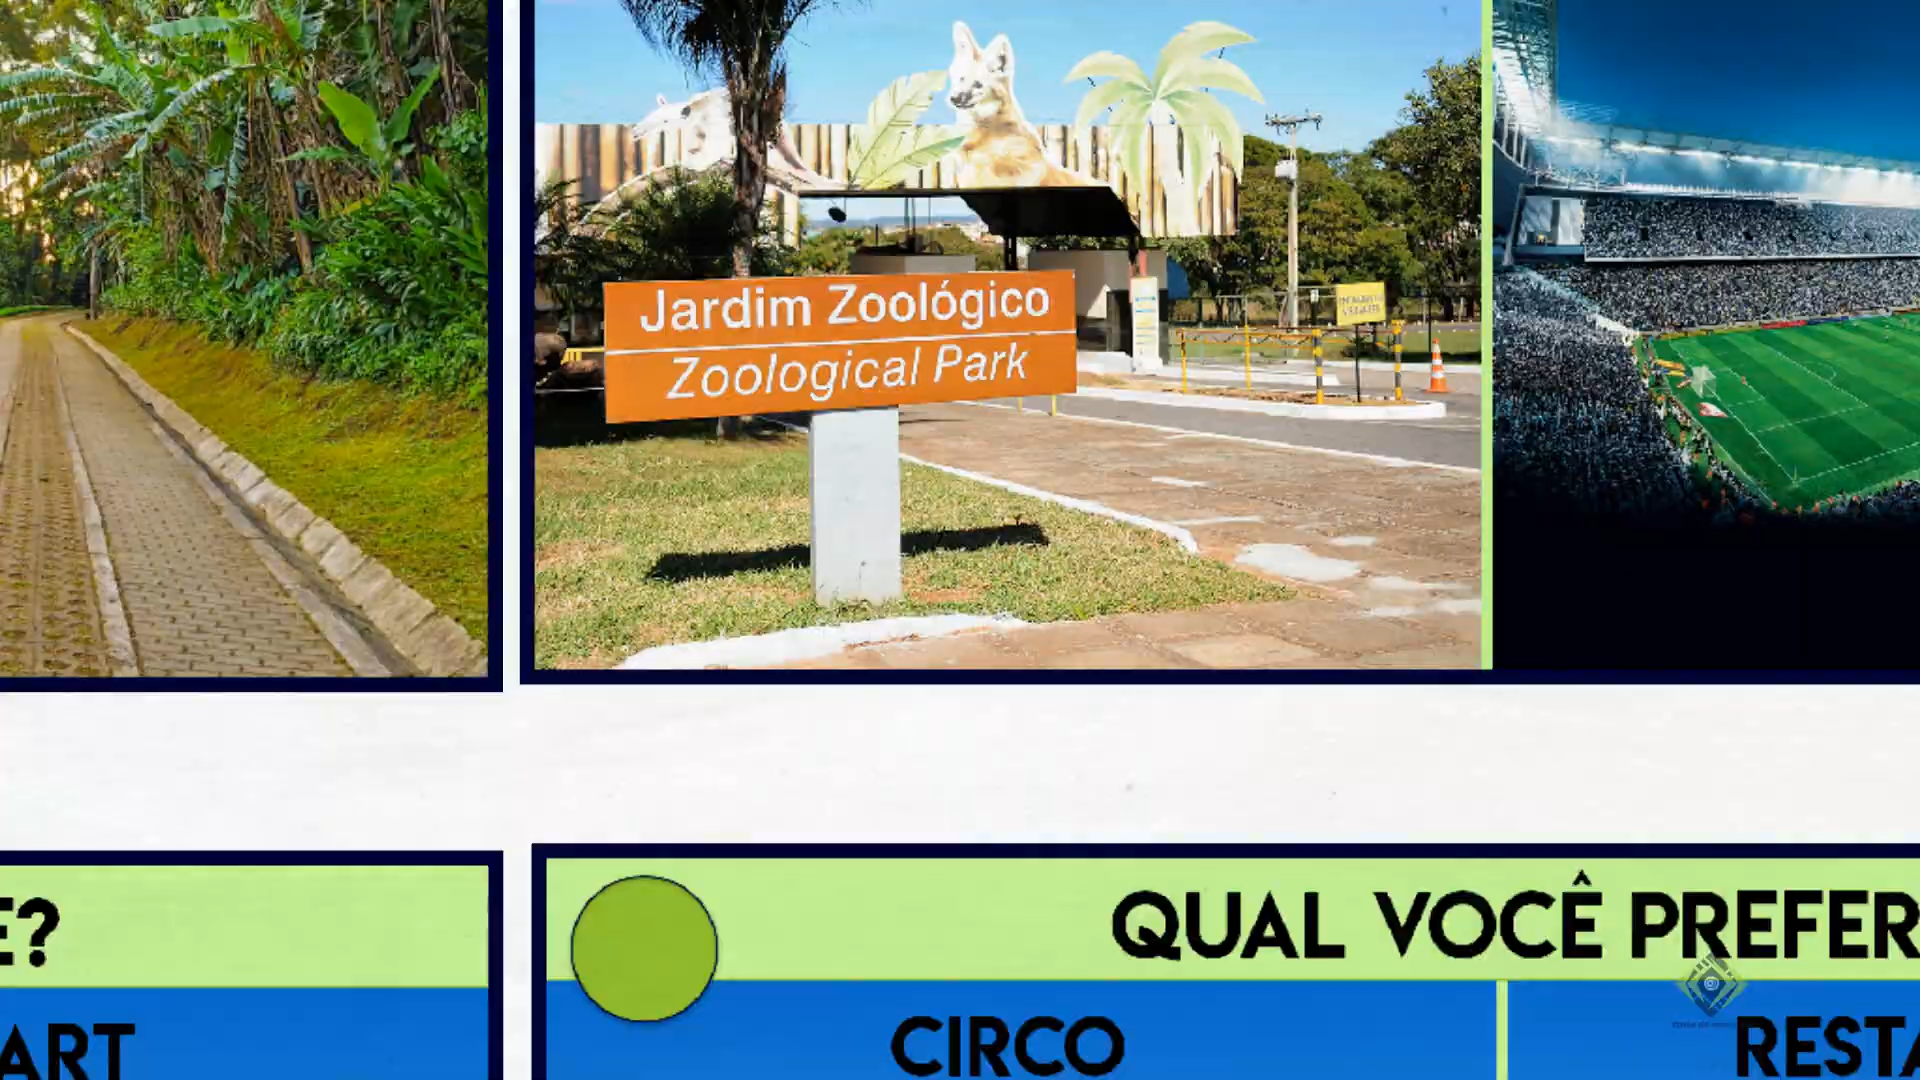 Jardim Zoológico
Zoological Park
E?
ART
QUAL VOCÊ PREFER
CIRCO
RESTA